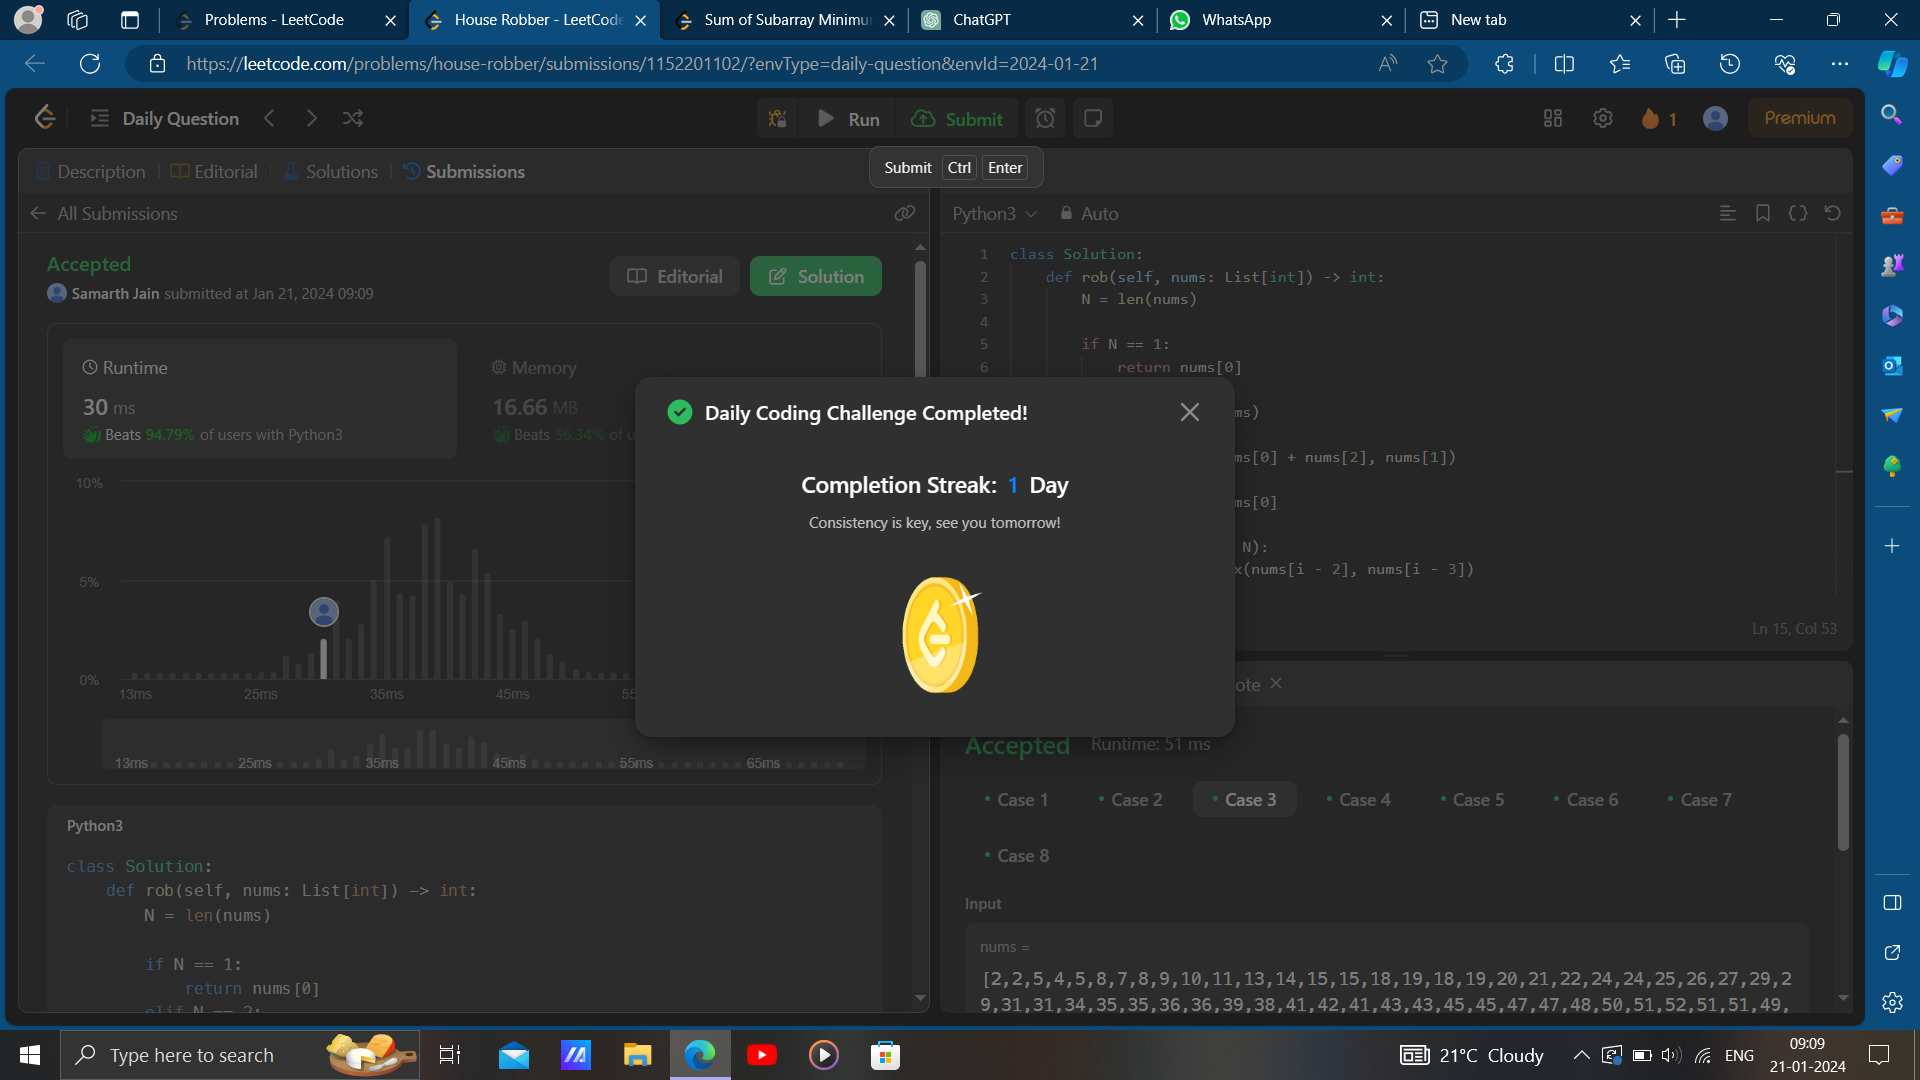 Problems - LeetCode
House Robber - LeetCode
Sum of Subarray Minimu
ChatGPT
WhatsApp
New tab
https://leetcode.com/problems/house-robber/submissions/1152201102/?envType=daily-question&envId=2024-01-21
Daily Question
Run
Submit
1
Premium
Submit Ctrl Enter
Description
Editorial
Solutions
Submissions
All Submissions
Accepted
Samarth Jain submitted at Jan 21, 2024 09:09
Editorial
Solution
Runtime
30 ms
Beats 94.79% of users with Python3
Memory
16.66 MB
Beats 56.34% of u
10%
5%
0%
13ms 25ms 35ms 45ms 55
13ms 25ms 35ms 45ms 55ms 65ms
Python3
class Solution:
def rob(self, nums: List[int]) -> int:
N = len(nums)
if N == 1:
return nums[0]
elif N == 2:
Daily Coding Challenge Completed!
Completion Streak: 1 Day
Consistency is key, see you tomorrow!
Python3
Auto
1 class Solution:
2 def rob(self, nums: List[int]) -> int:
3 N = len(nums)
4
5 if N == 1:
6 return nums[0]
ms)
ms[0] + nums[2], nums[1])
ms[0]
N):
x(nums[i - 2], nums[i - 3])
Ln 15, Col 53
ote
Accepted
Runtime: 51 ms
Case 1
Case 2
Case 3
Case 4
Case 5
Case 6
Case 7
Case 8
Input
nums =
[2,2,5,4,5,8,7,8,9,10,11,13,14,15,15,18,19,18,19,20,21,22,24,24,25,26,27,29,2
9,31,31,34,35,35,36,36,39,38,41,42,41,43,43,45,45,47,47,48,50,51,52,51,51,49,
Type here to search
21°C Cloudy
ENG
09:09
21-01-2024